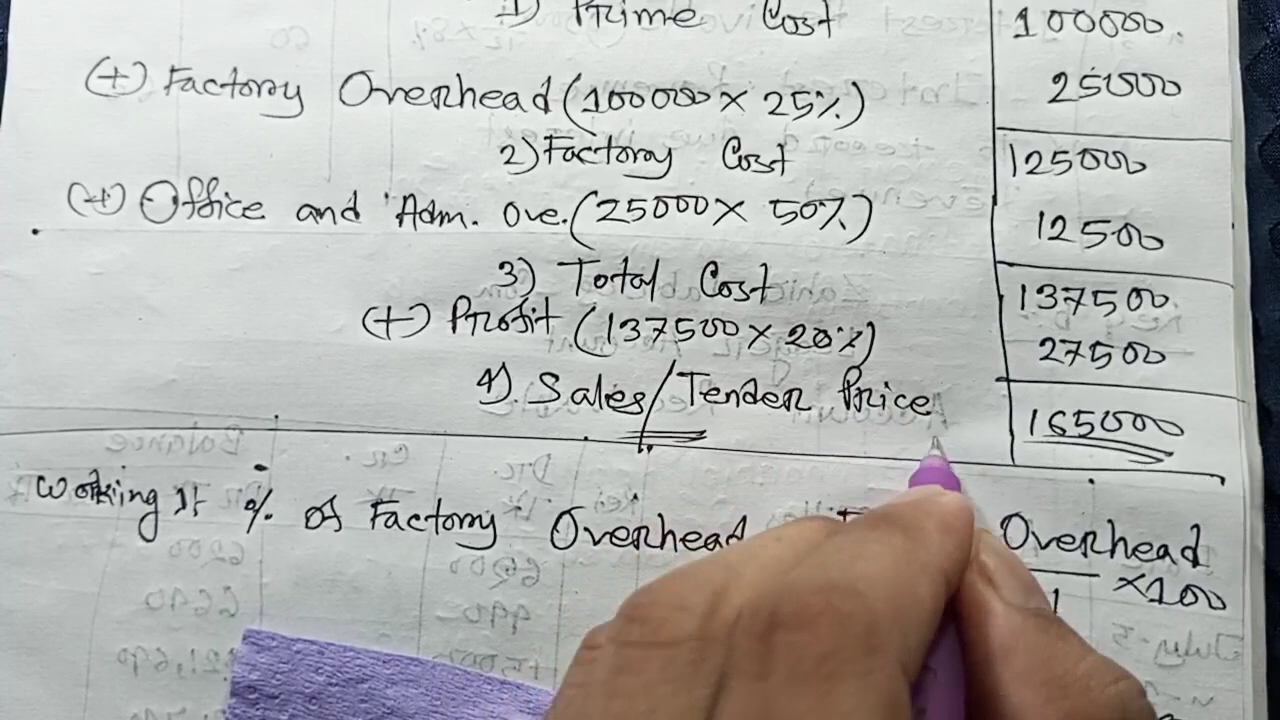 1) Prime Cost 100000.
(+) Factory Overhead (100000 × 25%) 25000
2) Factory Cost 125000
(+) Office and Adm. Ove. (25000 × 50%) 12500
3) Total Cost 137500.
(+) Profit (137500 × 20%) 27500
4). Sales/Tender Price 165000
Working 1: % of Factory Overhead Overhead
×100